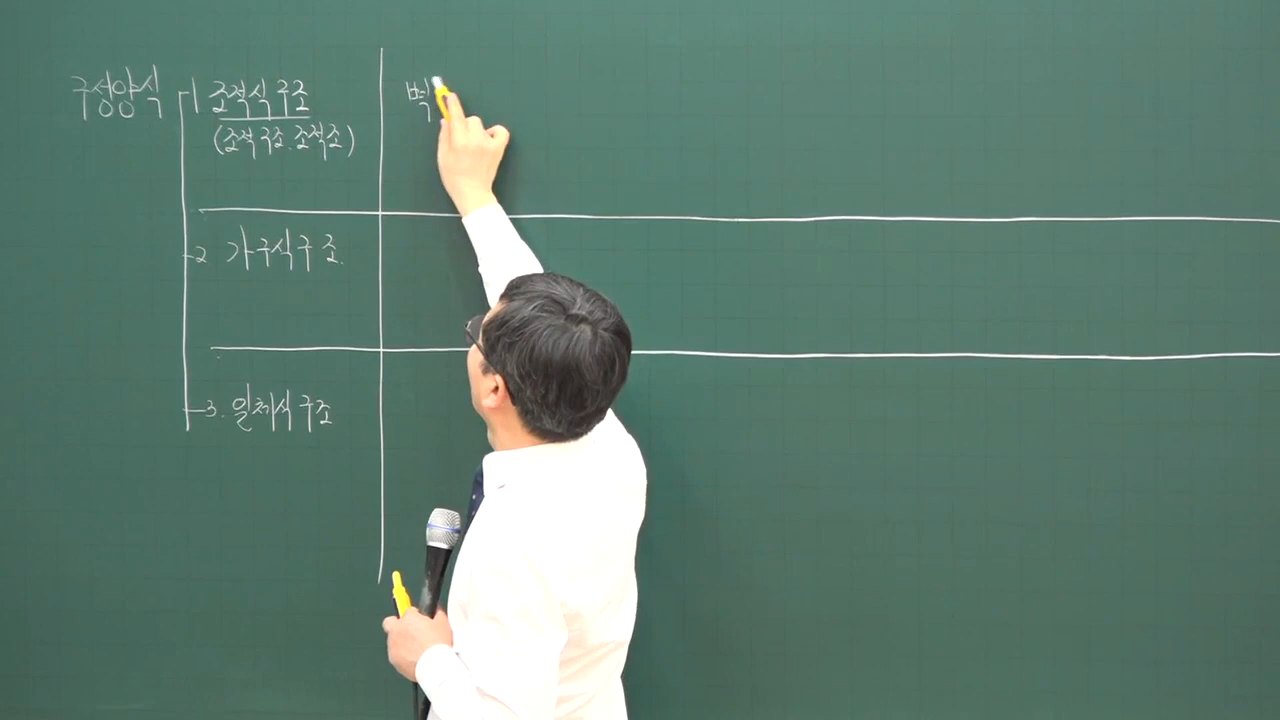 구성양식
1 조적식 구조
(조적구조. 조적조)
벽
2 가구식구조.
3. 일체식 구조